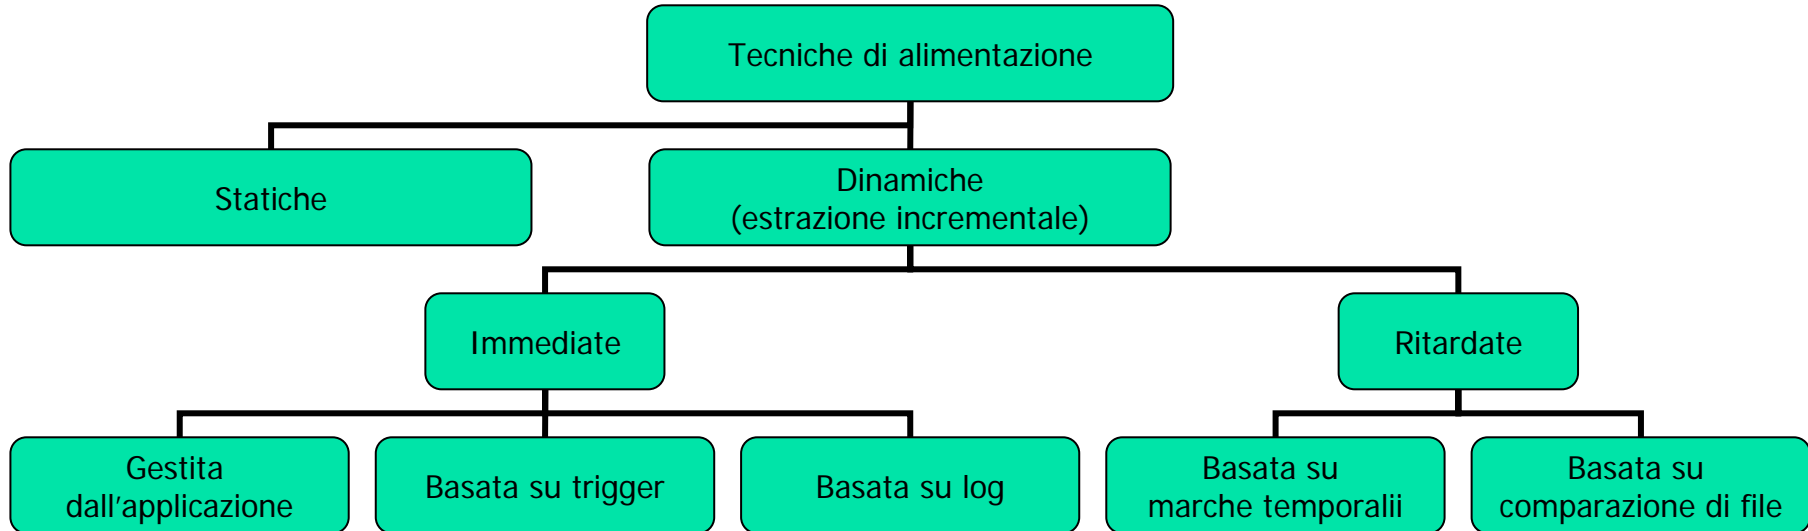 Tecniche di alimentazione
Statiche
Dinamiche
(estrazione incrementale)
Immediate
Ritardate
Gestita
dall'applicazione
Basata su trigger
Basata su log
Basata su
marche temporalii
Basata su
comparazione di file